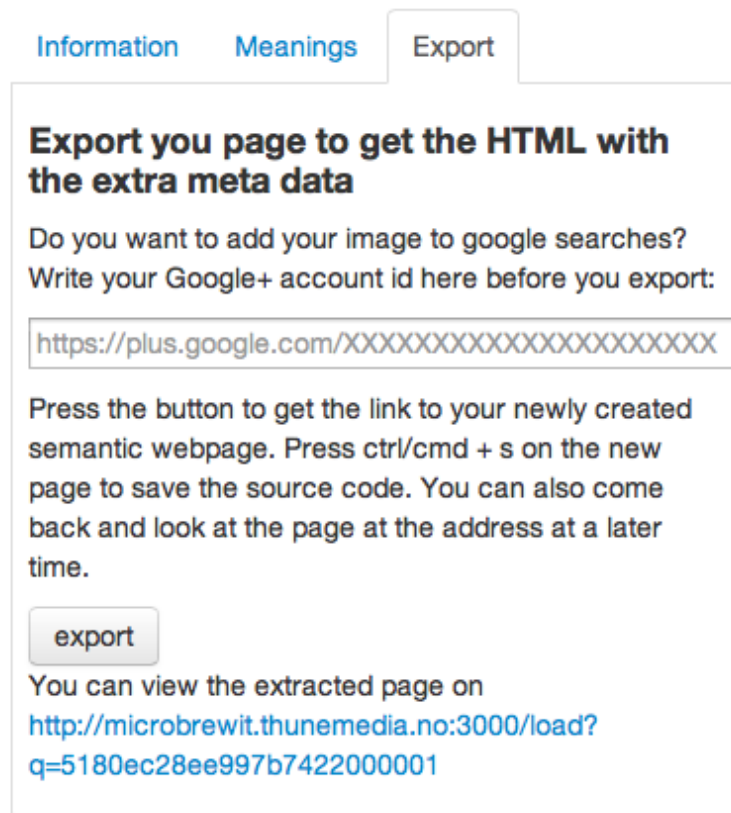 Information Meanings Export
Export you page to get the HTML with
the extra meta data
Do you want to add your image to google searches?
Write your Google+ account id here before you export:
https://plus.google.com/XXXXXXXXXXXXXXXXXXXXX
Press the button to get the link to your newly created
semantic webpage. Press ctrl/cmd + s on the new
page to save the source code. You can also come
back and look at the page at the address at a later
time.
export
You can view the extracted page on
http://microbrewit.thunemedia.no:3000/load?
q=5180ec28ee997b7422000001